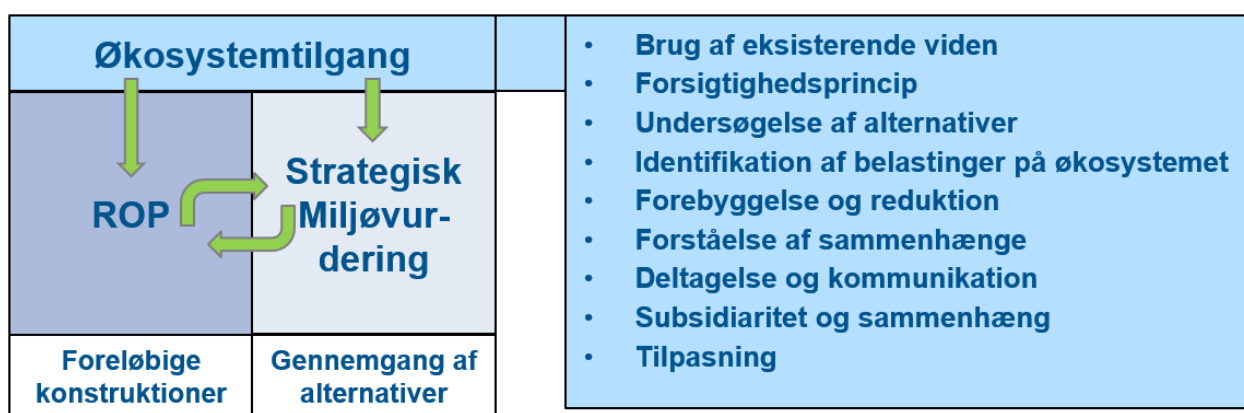 Økosystemtilgang
ROP
Strategisk
Miljøvur-
dering
Foreløbige
konstruktioner
Gennemgang af
alternativer
• Brug af eksisterende viden
• Forsigtighedsprincip
• Undersøgelse af alternativer
• Identifikation af belastinger på økosystemet
• Forebyggelse og reduktion
• Forståelse af sammenhænge
• Deltagelse og kommunikation
• Subsidiaritet og sammenhæng
• Tilpasning